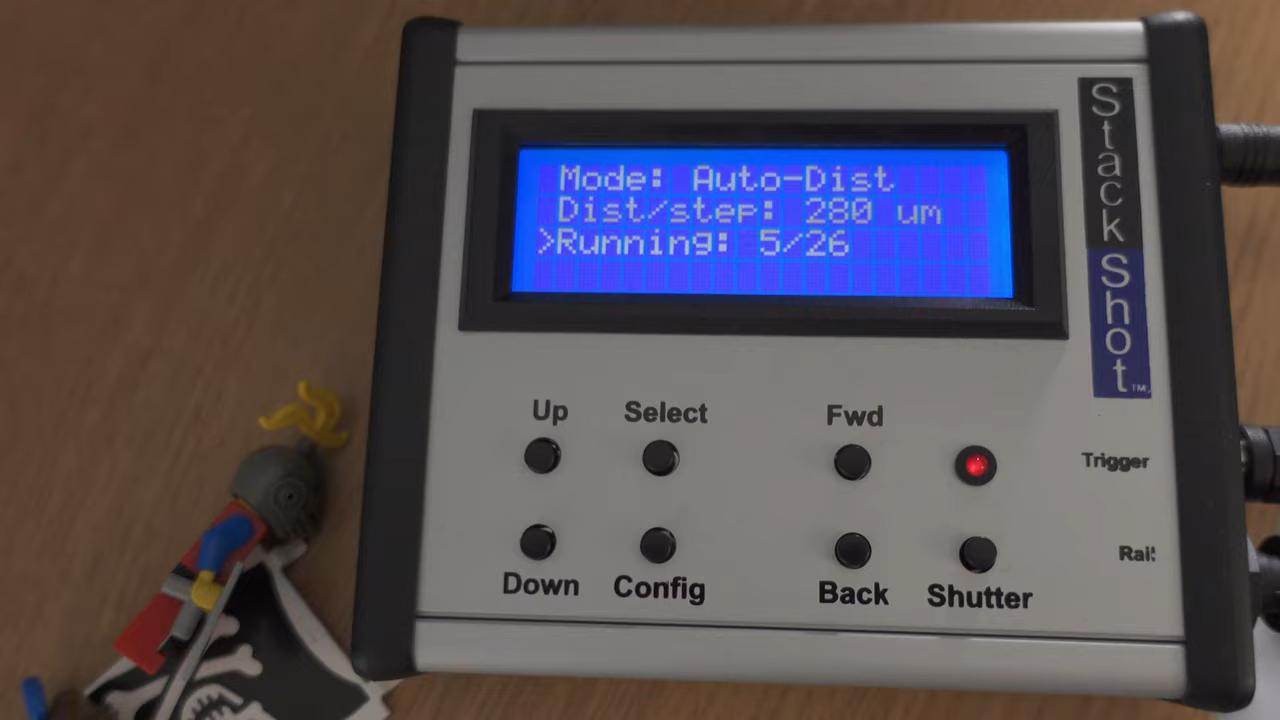 Mode: Auto-Dist
Dist/step: 280 um
>Running: 5/26
StackShot™
Up Select Fwd
Trigger
Rail
Down Config Back Shutter